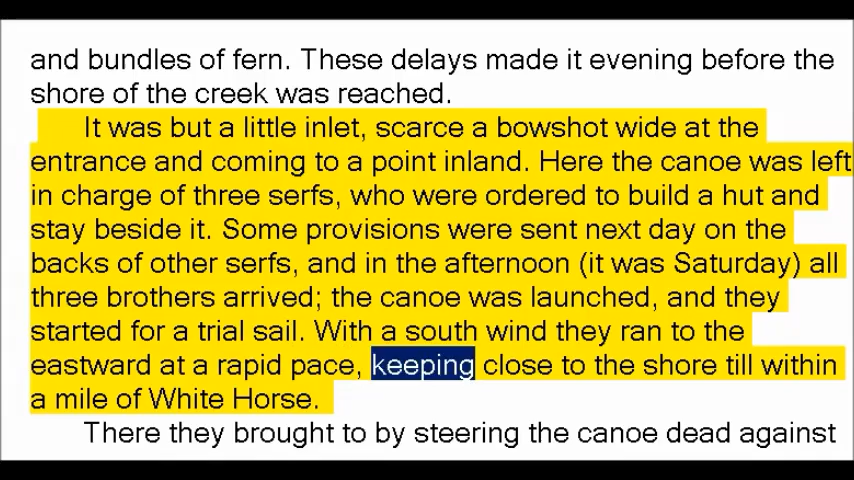 and bundles of fern. These delays made it evening before the
shore of the creek was reached.
It was but a little inlet, scarce a bowshot wide at the
entrance and coming to a point inland. Here the canoe was left
in charge of three serfs, who were ordered to build a hut and
stay beside it. Some provisions were sent next day on the
backs of other serfs, and in the afternoon (it was Saturday) all
three brothers arrived; the canoe was launched, and they
started for a trial sail. With a south wind they ran to the
eastward at a rapid pace, keeping close to the shore till within
a mile of White Horse.
There they brought to by steering the canoe dead against